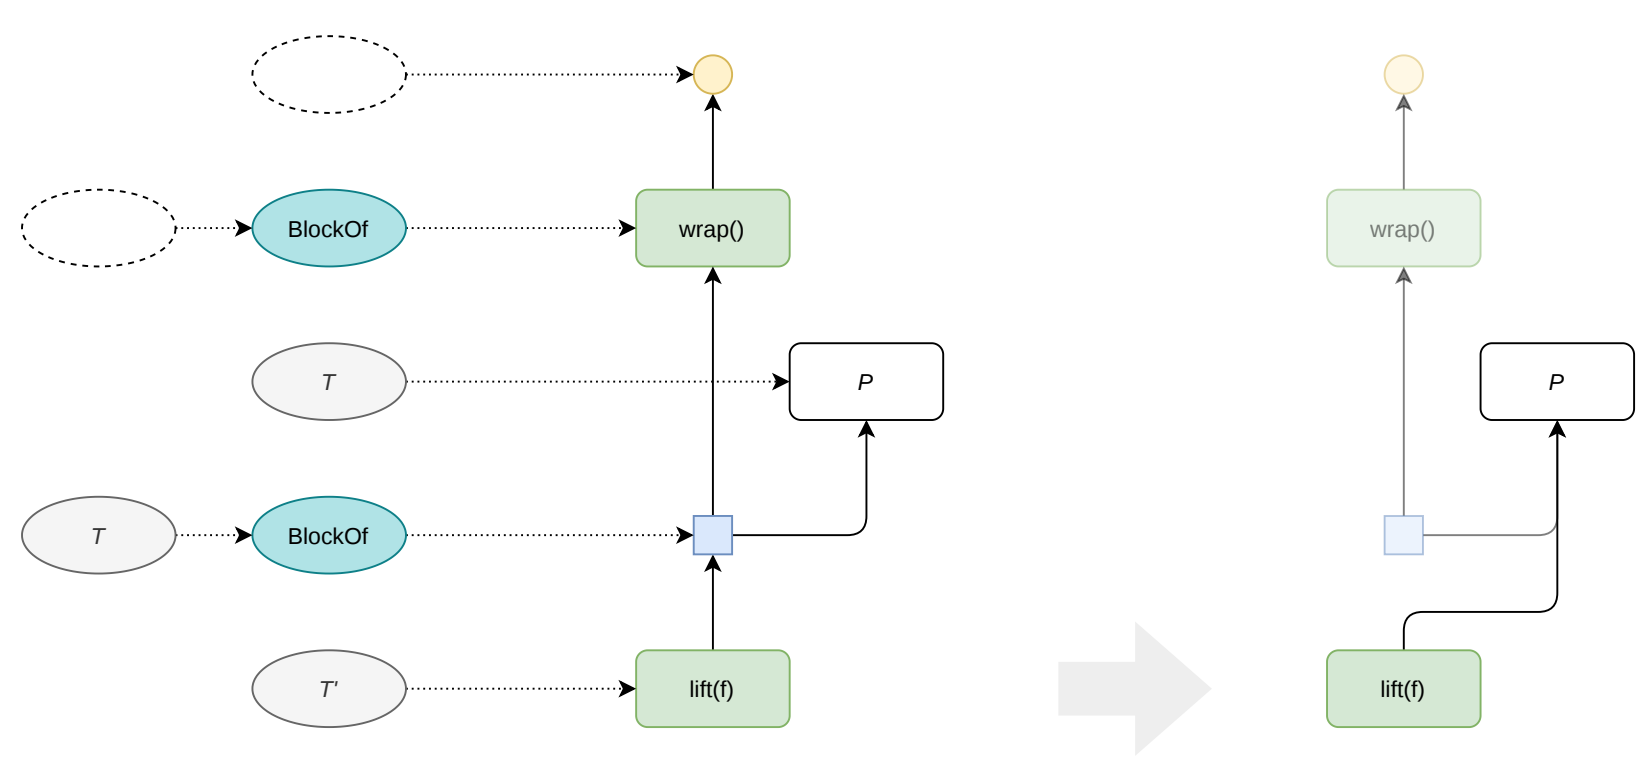 BlockOf
wrap()
wrap()
T
P
P
T
BlockOf
T'
lift(f)
lift(f)